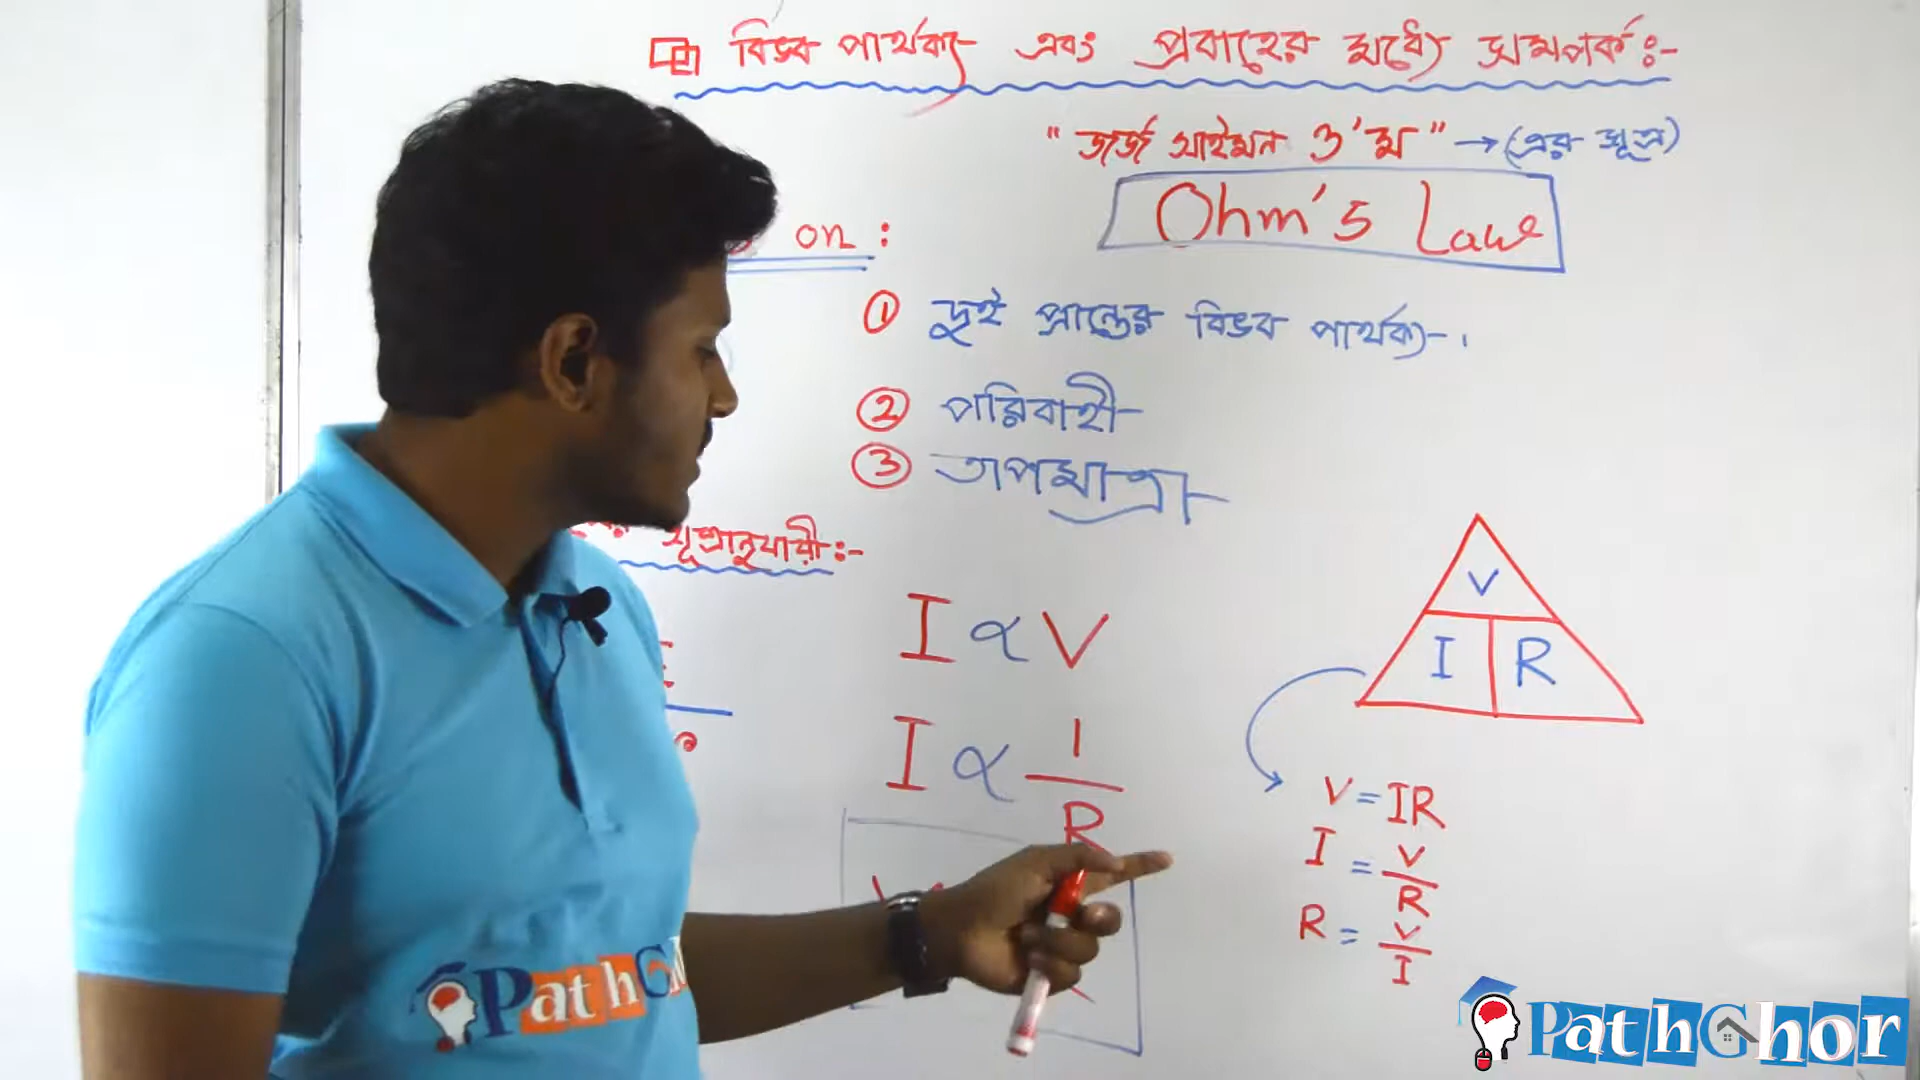 বিভব পার্থক্য এবং প্রবাহের মধ্যে সম্পর্ক:-
"জর্জ সাইমন ও'ম" → (এর সূত্র)
Ohm's Law
on:
① দুই প্রান্তের বিভব পার্থক্য।
② পরিবাহী
③ তাপমাত্রা
সূত্রানুযায়ী:-
I ∝ V
I ∝ 1/R
V
I R
V = IR
I = V/R
R = V/I
PathGhor
PathGhor